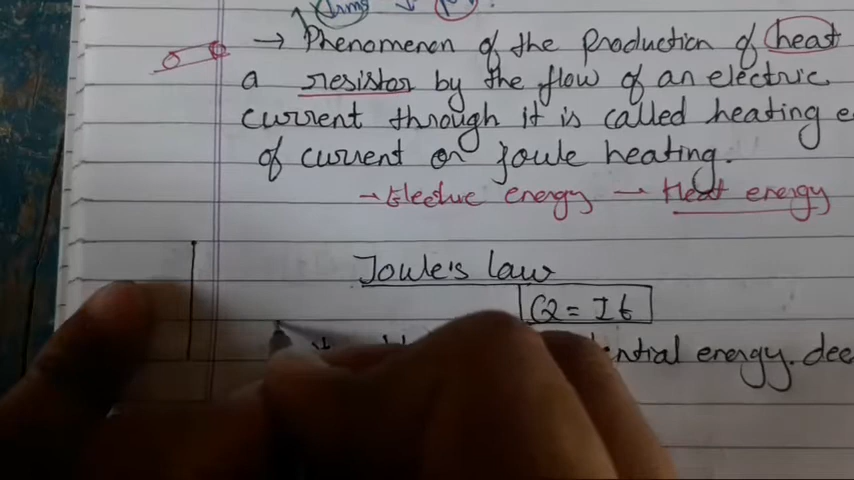 → Phenomenon of the production of heat
a resistor by the flow of an electric
current through it is called heating e
of current or joule heating.
→ Electric energy → Heat energy
Joule's law
Q = It
potential energy. dec